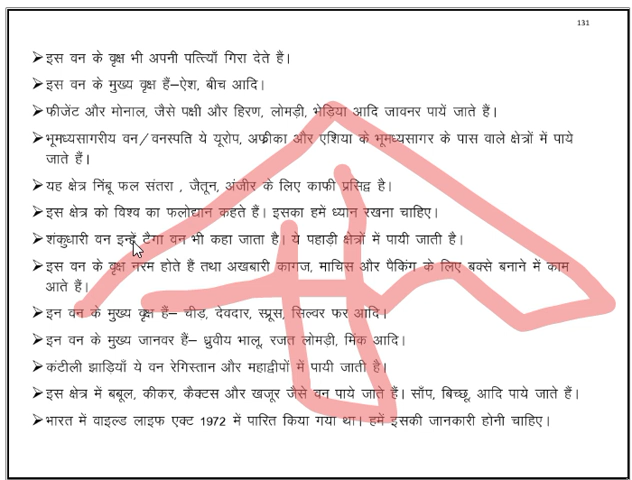 131
➢इस वन के वृक्ष भी अपनी पत्त्तियाँ गिरा देते हैं।
➢इस वन के मुख्य वृक्ष हैं–ऐश, बीच आदि।
➢फीजेंट और मोनाल, जैसे पक्षी और हिरण, लोमड़ी, भेड़िया आदि जावनर पायें जाते हैं।
➢भूमध्यसागरीय वन/वनस्पति ये यूरोप, अफ्रीका और एशिया के भूमध्यसागर के पास वाले क्षेत्रों में पाये
जाते हैं।
➢यह क्षेत्र निंबू फल संतरा , जैतून, अंजीर के लिए काफी प्रसिद्व है।
➢इस क्षेत्र को विश्व का फलोद्यान कहते हैं। इसका हमें ध्यान रखना चाहिए।
➢शंकुधारी वन इन्हें टैगा वन भी कहा जाता है। ये पहाड़ी क्षेत्रों में पायी जाती है।
➢इस वन के वृक्ष नरम होते हैं तथा अखबारी कागज, माचिस और पैकिंग के लिए बक्से बनाने में काम
आते हैं।
➢इन वन के मुख्य वृक्ष हैं– चीड, देवदार, स्प्रूस, सिल्वर फर आदि।
➢इन वन के मुख्य जानवर हैं– ध्रुवीय भालू, रजत लोमड़ी, मिंक आदि।
➢कंटीली झाड़ियाँ ये वन रेगिस्तान और महाद्वीपों में पायी जाती हैं।
➢इस क्षेत्र में बबूल, कीकर, कैक्टस और खजूर जैसे वन पाये जाते हैं। साँप, बिच्छू, आदि पाये जाते हैं।
➢भारत में वाइल्ड लाइफ एक्ट 1972 में पारित किया गया था। हमें इसकी जानकारी होनी चाहिए।